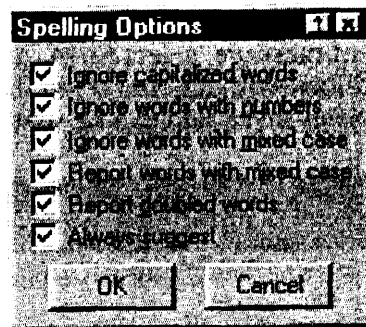 Spelling Options
Ignore capitalized words
Ignore words with numbers
Ignore words with mixed case
Report words with mixed case
Report doubled words
Always suggest
OK Cancel